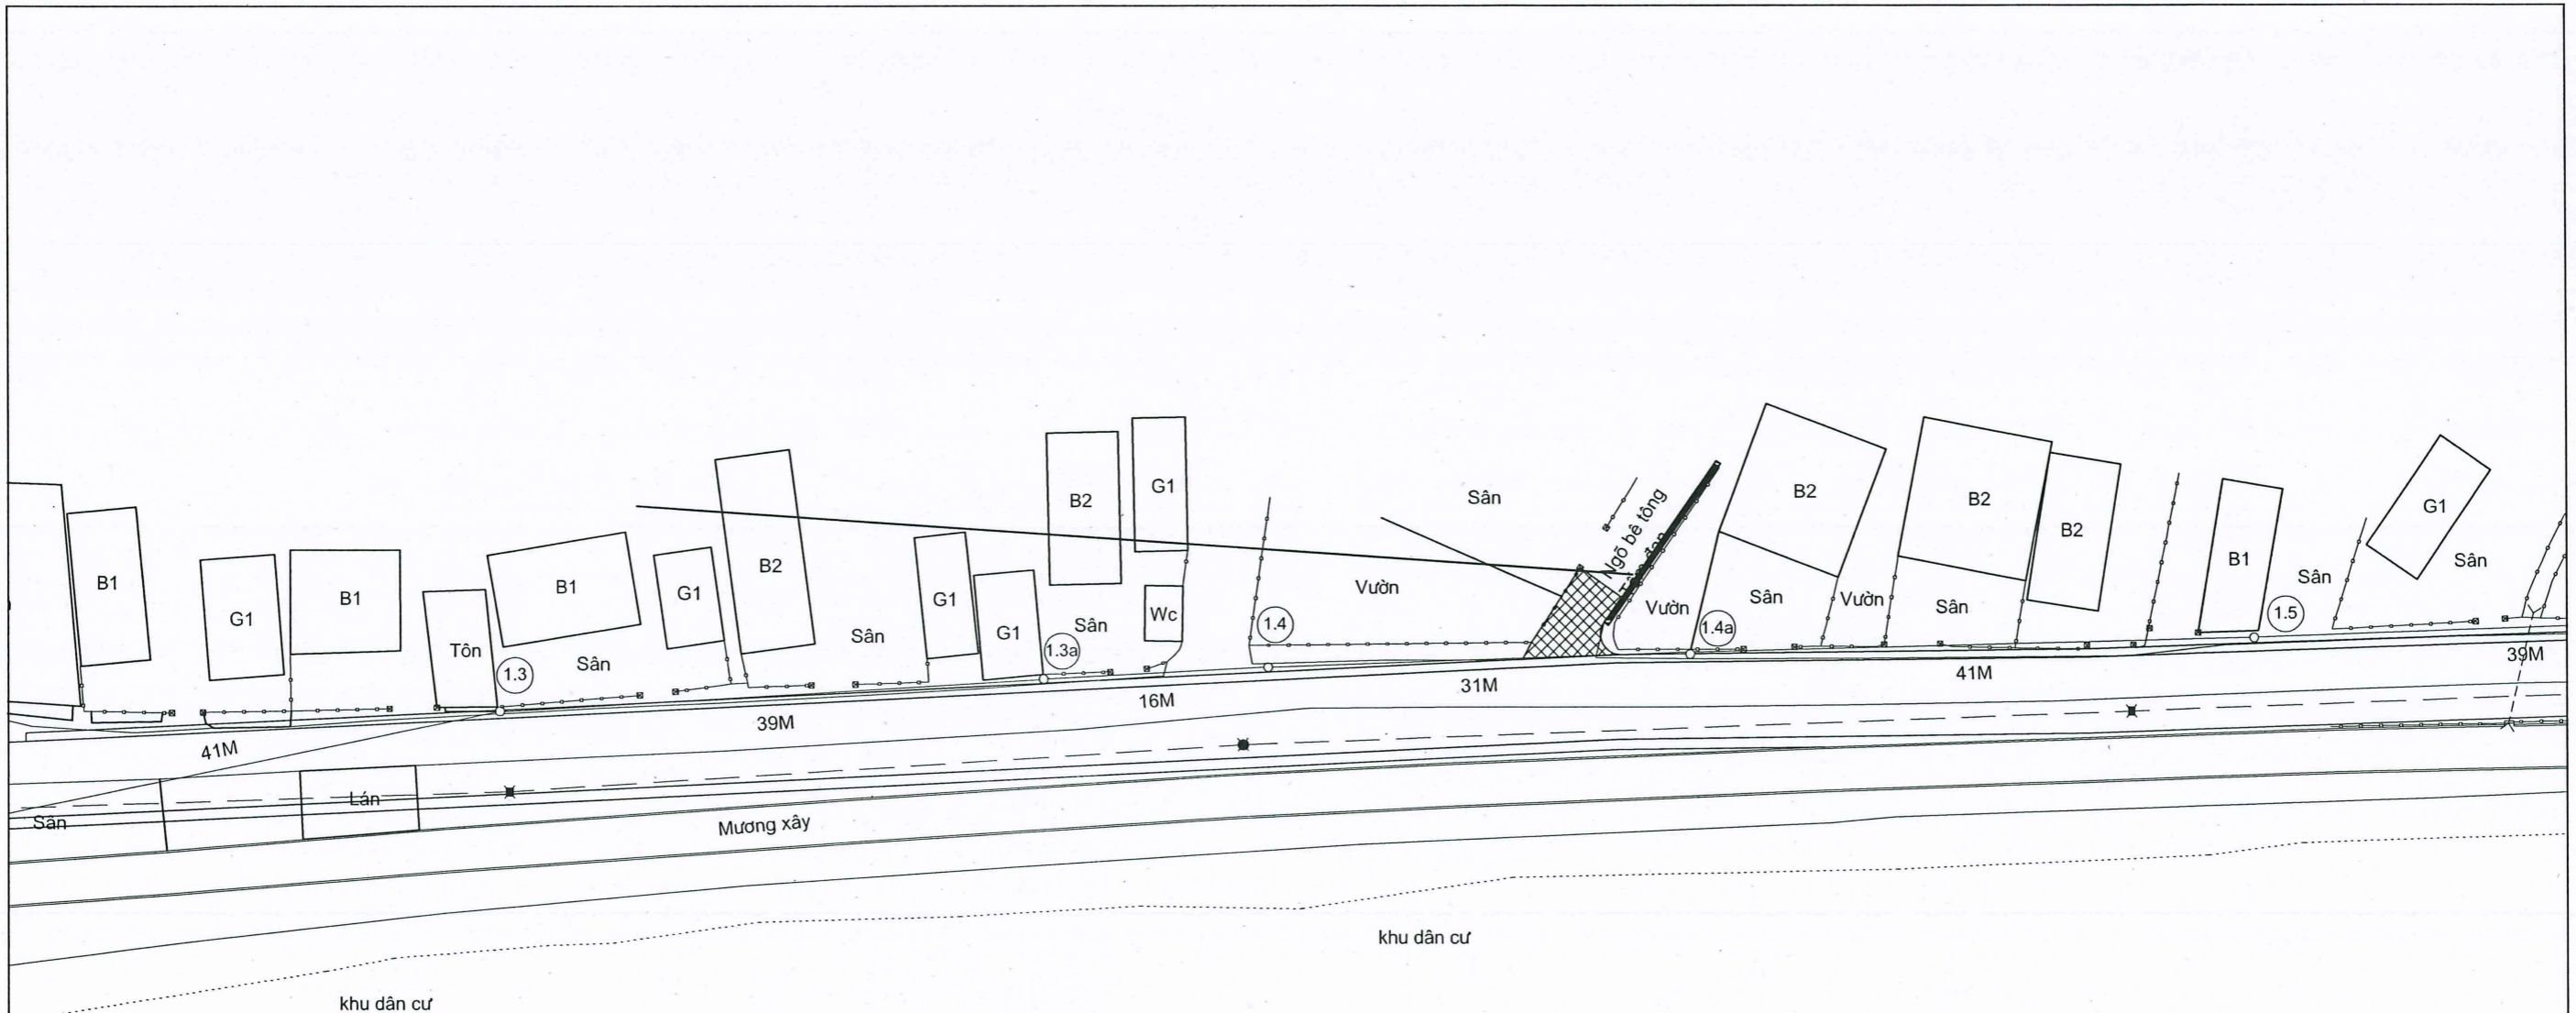 B1
G1
B1
Tôn
1.3
B1
Sân
G1
B2
Sân
G1
G1
1.3a
Sân
B2
G1
Wc
1.4
Vườn
Sân
Ngõ bê tông
Vườn
1.4a
B2
Sân
Vườn
B2
Sân
B2
B1
1.5
Sân
G1
Sân
41M
39M
16M
31M
41M
39M
Sân
Lán
Mương xây
khu dân cư
khu dân cư